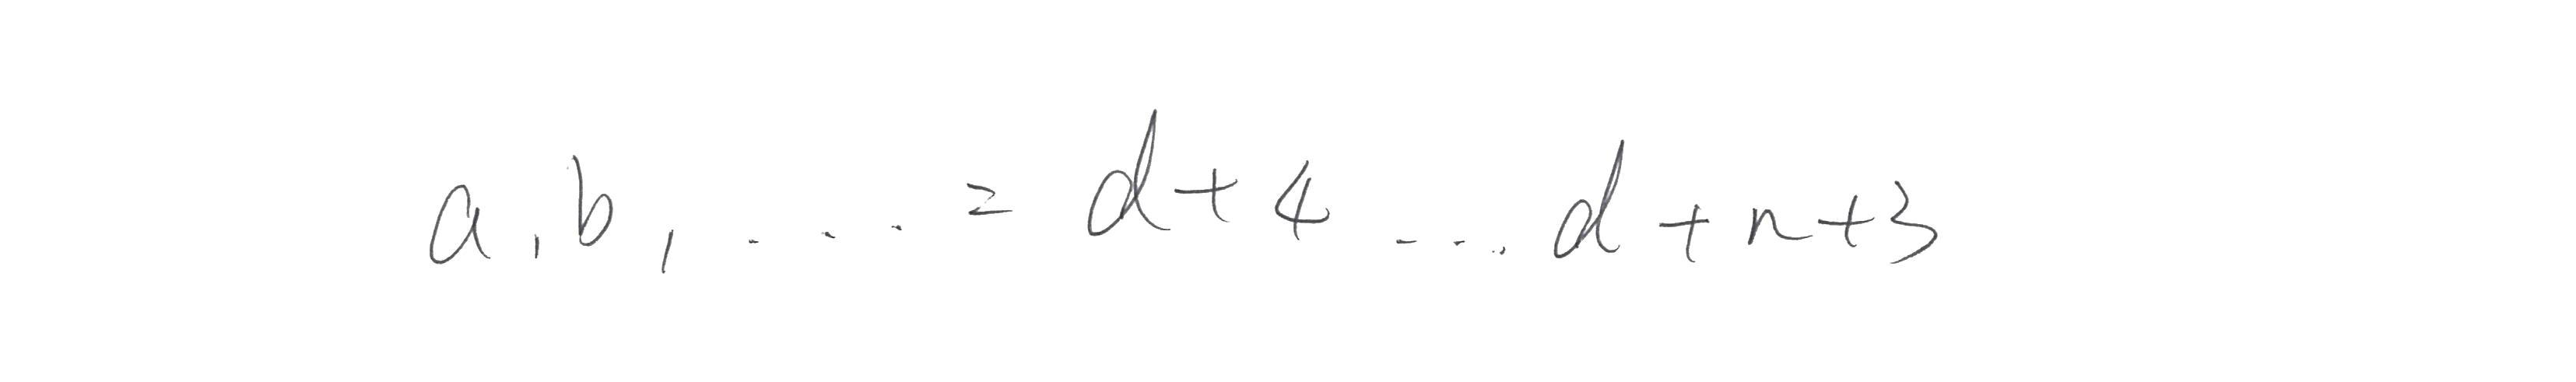 a, b, ... = d+4 ... d+n+3